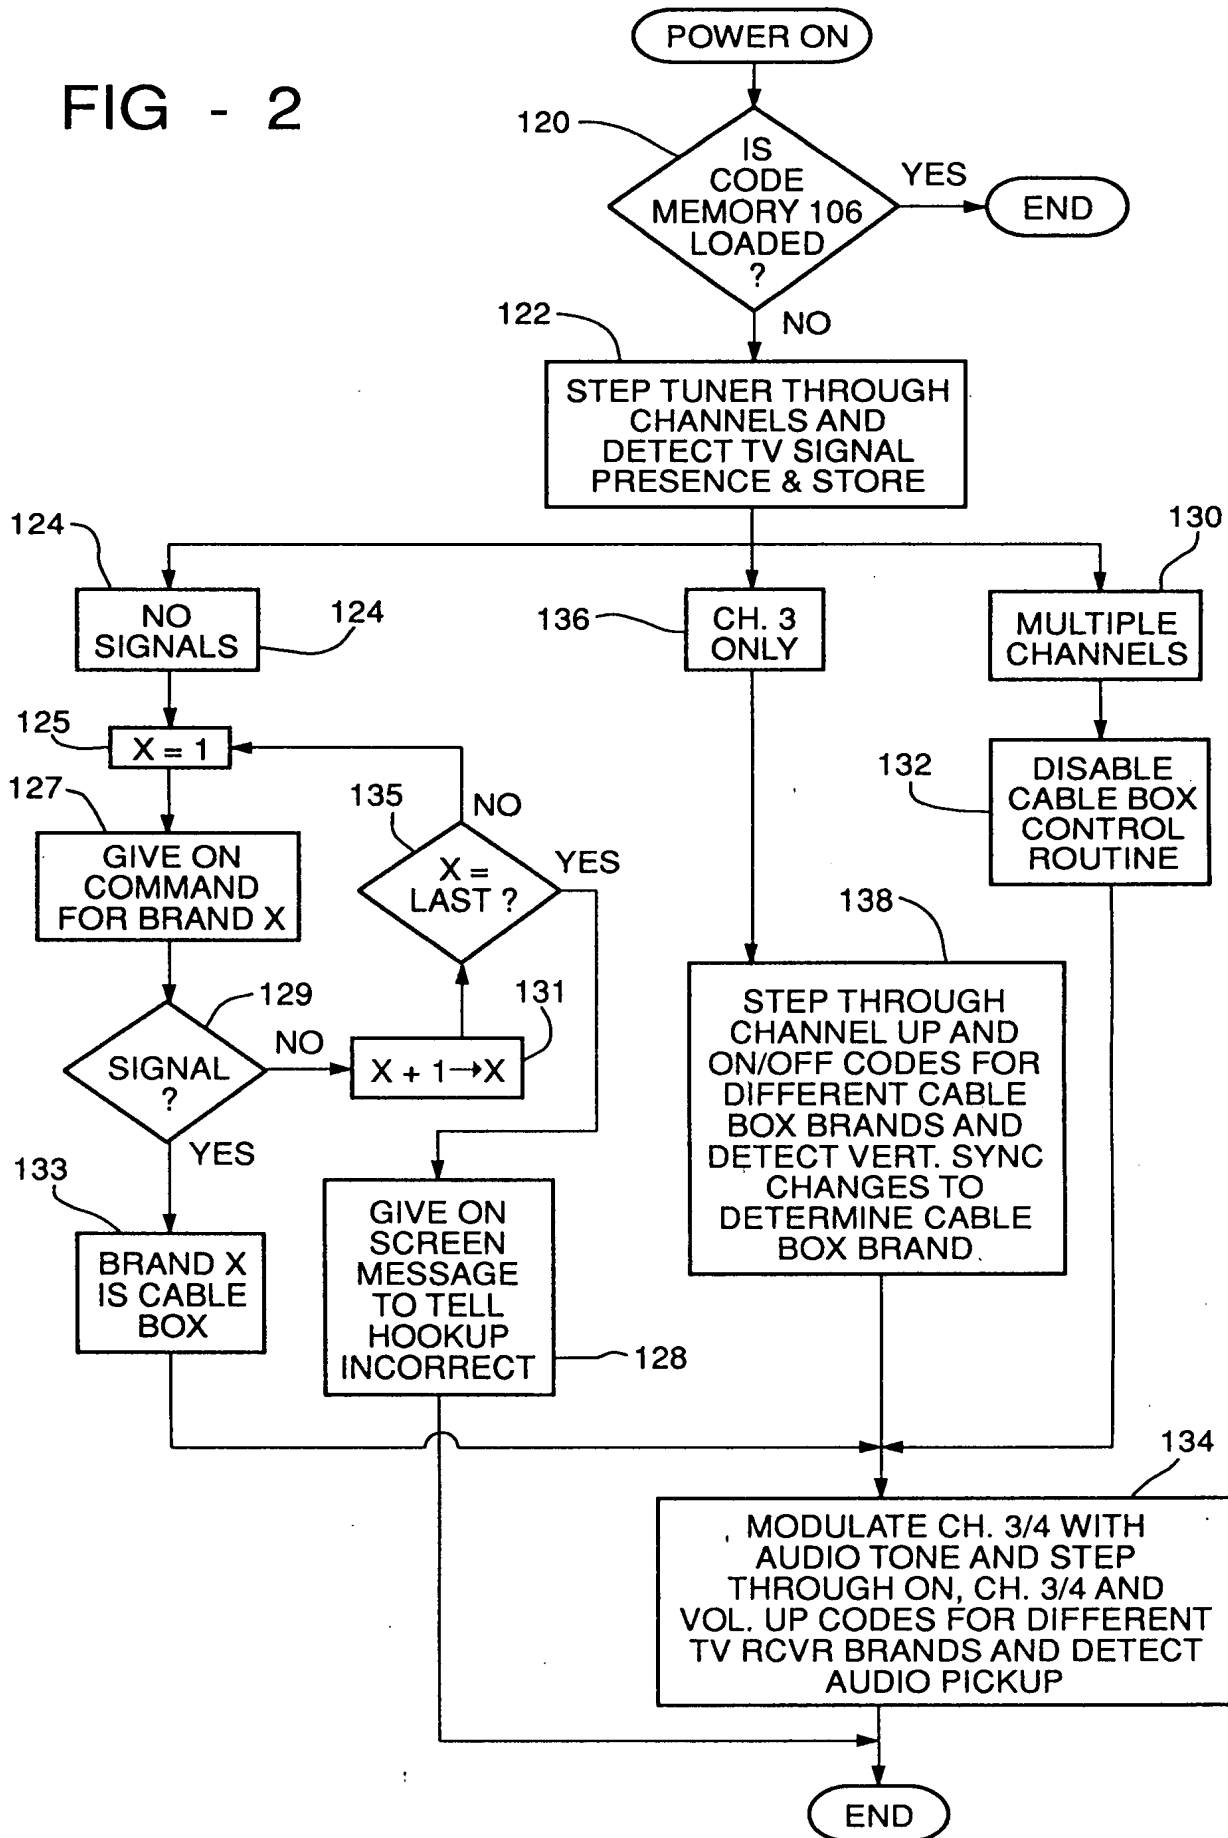 POWER ON
FIG - 2
120
IS
CODE
MEMORY 106
LOADED
?
YES
END
NO
122
STEP TUNER THROUGH
CHANNELS AND
DETECT TV SIGNAL
PRESENCE & STORE
124
NO
SIGNALS
124
136
CH. 3
ONLY
130
MULTIPLE
CHANNELS
125
X = 1
127
GIVE ON
COMMAND
FOR BRAND X
135
NO
X =
LAST ?
YES
132
DISABLE
CABLE BOX
CONTROL
ROUTINE
129
SIGNAL
?
NO
131
X + 1→X
YES
138
STEP THROUGH
CHANNEL UP AND
ON/OFF CODES FOR
DIFFERENT CABLE
BOX BRANDS AND
DETECT VERT. SYNC
CHANGES TO
DETERMINE CABLE
BOX BRAND
133
BRAND X
IS CABLE
BOX
GIVE ON
SCREEN
MESSAGE
TO TELL
HOOKUP
INCORRECT
128
134
MODULATE CH. 3/4 WITH
AUDIO TONE AND STEP
THROUGH ON, CH. 3/4 AND
VOL. UP CODES FOR DIFFERENT
TV RCVR BRANDS AND DETECT
AUDIO PICKUP
END